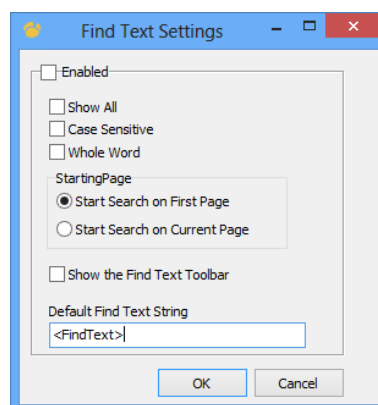 Find Text Settings
Enabled
Show All
Case Sensitive
Whole Word
StartingPage
Start Search on First Page
Start Search on Current Page
Show the Find Text Toolbar
Default Find Text String
<FindText>
OK Cancel